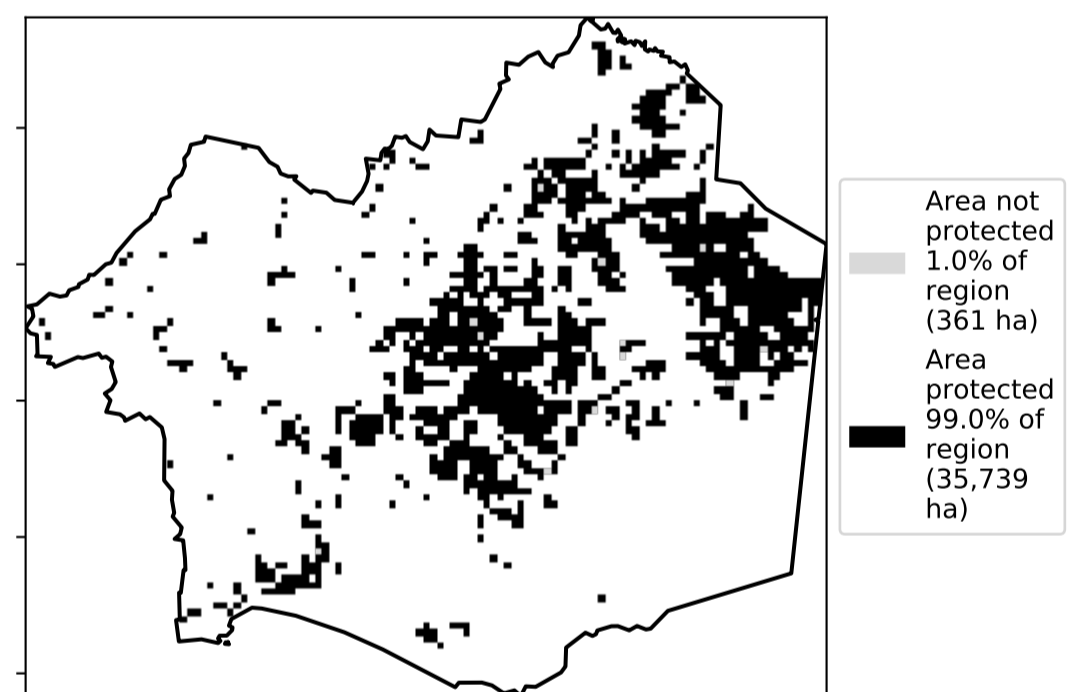 Area not
protected
1.0% of
region
(361 ha)
Area
protected
99.0% of
region
(35,739
ha)